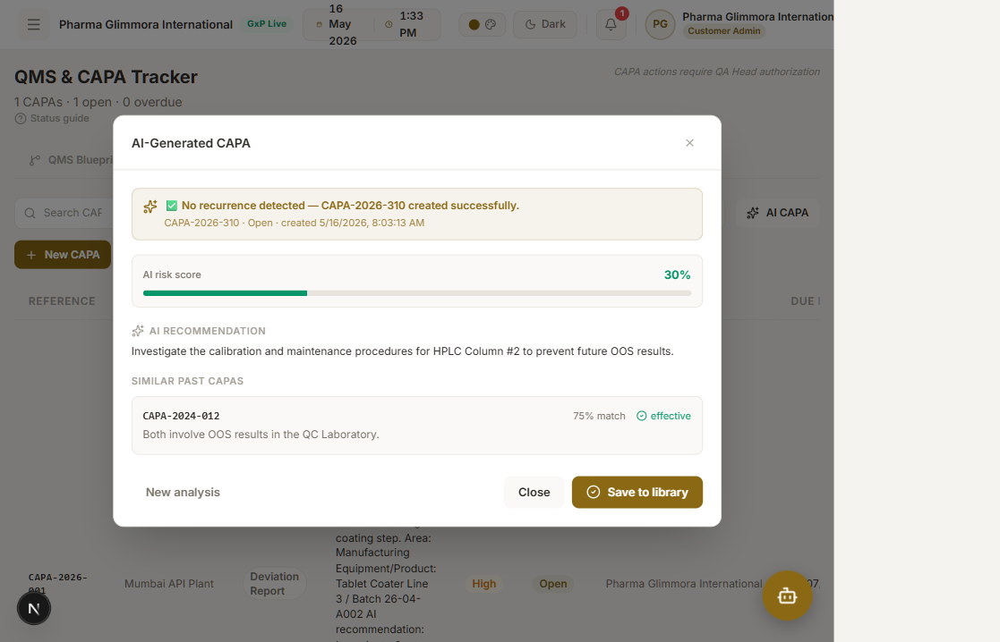 Pharma Glimmora International
GxP Live
16 May 2026
1:33 PM
Dark
1
PG
Pharma Glimmora Internation
Customer Admin
QMS & CAPA Tracker
CAPA actions require QA Head authorization
1 CAPAs · 1 open · 0 overdue
Status guide
QMS Bluepri
Search CAP
AI CAPA
New CAPA
REFERENCE
DUE
AI-Generated CAPA
✅ No recurrence detected — CAPA-2026-310 created successfully.
CAPA-2026-310 · Open · created 5/16/2026, 8:03:13 AM
AI risk score
30%
AI RECOMMENDATION
Investigate the calibration and maintenance procedures for HPLC Column #2 to prevent future OOS results.
SIMILAR PAST CAPAS
CAPA-2024-012
75% match
effective
Both involve OOS results in the QC Laboratory.
New analysis
Close
Save to library
coating step. Area:
Manufacturing
Equipment/Product:
Tablet Coater Line
3 / Batch 26-04-
A002 AI
recommendation:
CAPA-2026-
001
Mumbai API Plant
Deviation
Report
High
Open
Pharma Glimmora International
07
N